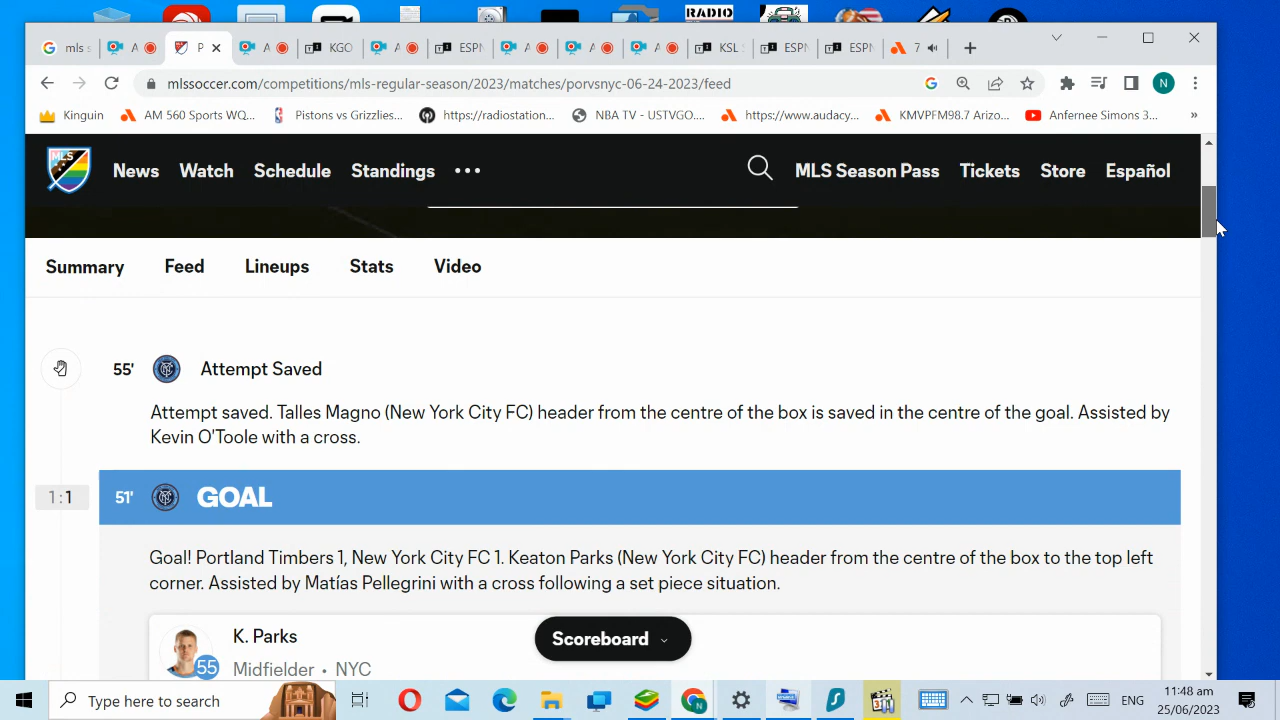 RADIO
mls s
A
P
A
KGO
A
ESPN
A
A
A
KSL
ESPN
ESPN
7
mlssoccer.com/competitions/mls-regular-season/2023/matches/porvsnyc-06-24-2023/feed
N
Kinguin
AM 560 Sports WQ...
Pistons vs Grizzlies...
https://radiostation...
NBA TV - USTVGO....
https://www.audacy...
KMVPFM98.7 Arizo...
Anfernee Simons 3...
»
MLS
News
Watch
Schedule
Standings
MLS Season Pass
Tickets
Store
Español
Summary
Feed
Lineups
Stats
Video
55'
Attempt Saved
Attempt saved. Talles Magno (New York City FC) header from the centre of the box is saved in the centre of the goal. Assisted by
Kevin O'Toole with a cross.
1:1
51'
GOAL
Goal! Portland Timbers 1, New York City FC 1. Keaton Parks (New York City FC) header from the centre of the box to the top left
corner. Assisted by Matías Pellegrini with a cross following a set piece situation.
K. Parks
55
Midfielder • NYC
Scoreboard
Type here to search
ENG
11:48 am
25/06/2023